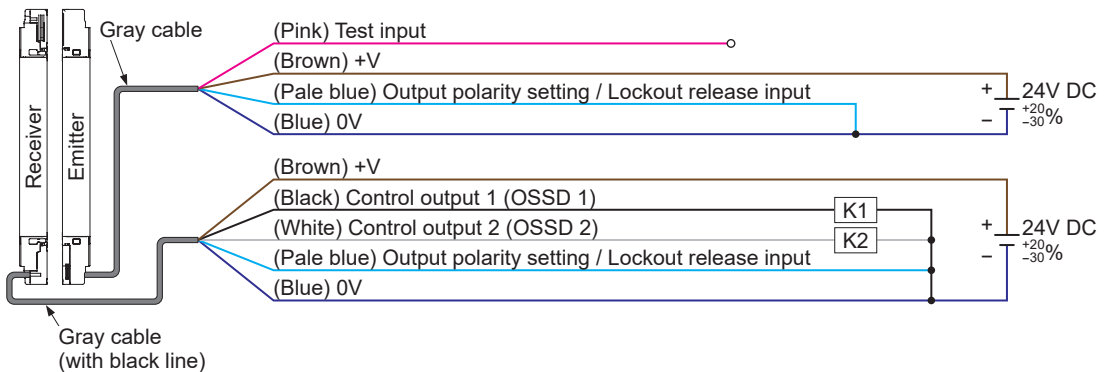 Gray cable
(Pink) Test input
(Brown) +V
(Pale blue) Output polarity setting / Lockout release input
(Blue) 0V
+
−
24V DC
+20
−30%
Receiver
Emitter
(Brown) +V
(Black) Control output 1 (OSSD 1)
K1
(White) Control output 2 (OSSD 2)
K2
(Pale blue) Output polarity setting / Lockout release input
(Blue) 0V
+
−
24V DC
+20
−30%
Gray cable
(with black line)